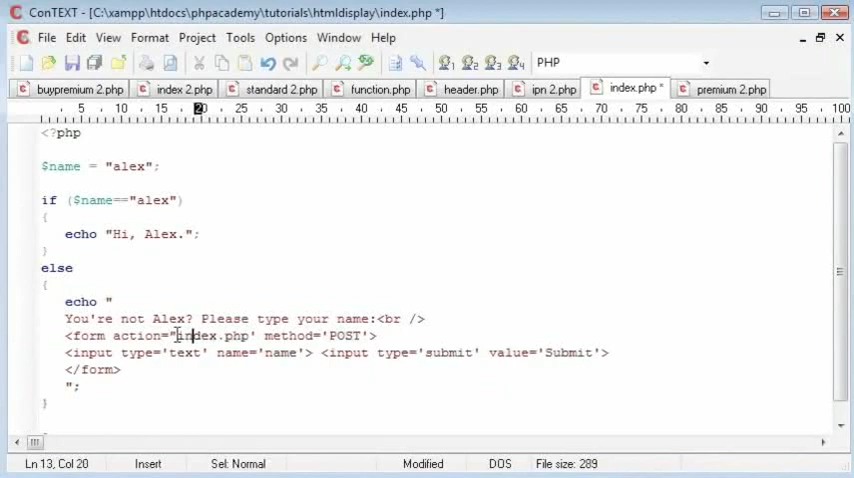 ConTEXT - [C:\xampp\htdocs\phpacademy\tutorials\htmldisplay\index.php *]
File Edit View Format Project Tools Options Window Help
1 2 3 4 PHP
buypremium 2.php index 2.php standard 2.php function.php header.php ipn 2.php index.php * premium 2.php
5 10 15 20 25 30 35 40 45 50 55 60 65 70 75 80 85 90 95 100
<?php
$name = "alex";
if ($name=="alex")
{
echo "Hi, Alex.";
}
else
{
echo "
You're not Alex? Please type your name:<br />
<form action="index.php' method='POST'>
<input type='text' name='name'> <input type='submit' value='Submit'>
</form>
";
}
Ln 13, Col 20 Insert Sel: Normal Modified DOS File size: 289